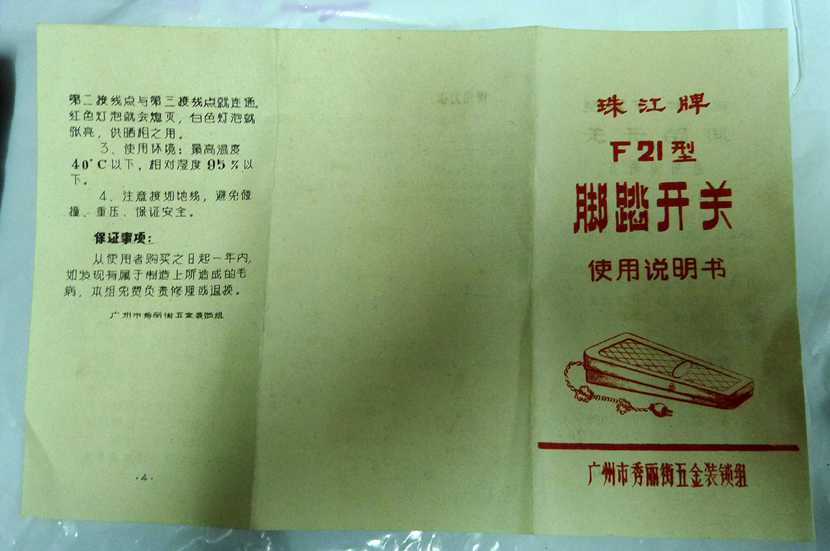 第二接线点与第三接线点就连通,
红色灯泡就会熄灭，白色灯泡就
张亮，供晒相之用。
3、使用环境：最高温度
40°C以下，相对湿度95％以
下。
4、注意接好地线，避免碰
撞、重压、保证安全。
保证事项：
从使用者购买之日起一年内，
如发现有属于制造上所造成的毛
病，本组免费负责修理或退换。
广州市秀丽街五金装锁组
·4·
珠江牌
F21型
脚踏开关
使用说明书
广州市秀丽街五金装锁组